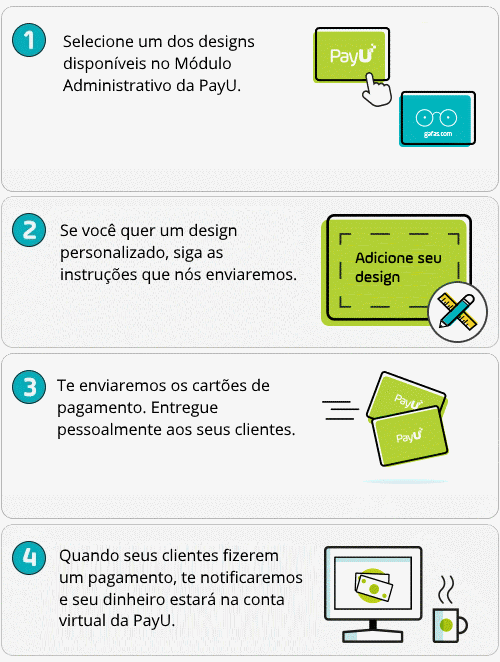 1
Selecione um dos designs
disponíveis no Módulo
Administrativo da PayU.
PayU
gafas.com
2
Se você quer um design
personalizado, siga as
instruções que nós enviaremos.
Adicione seu
design
3
Te enviaremos os cartões de
pagamento. Entregue
pessoalmente aos seus clientes.
PayU
PayU
4
Quando seus clientes fizerem
um pagamento, te notificaremos
e seu dinheiro estará na conta
virtual da PayU.